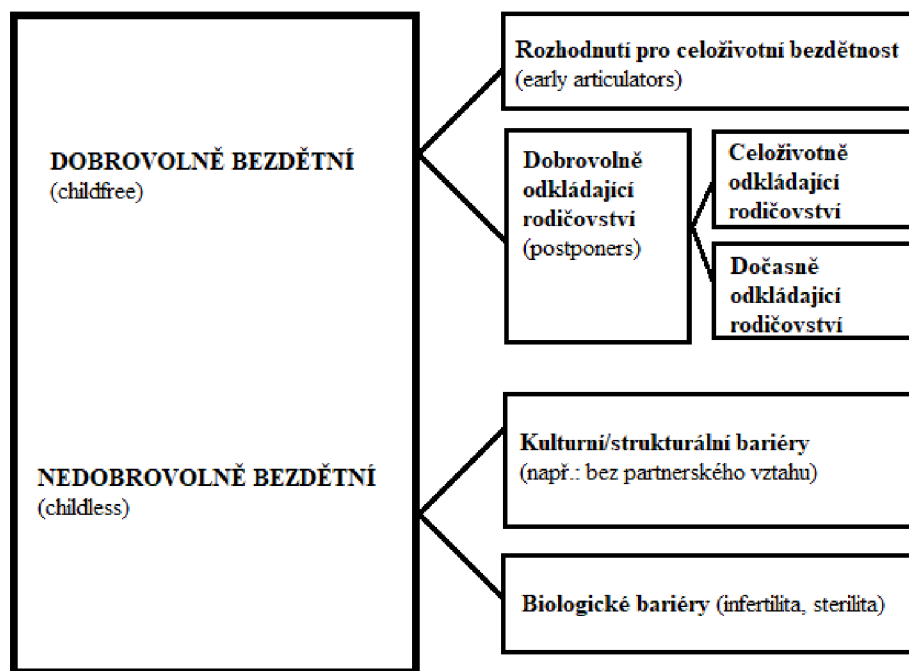 DOBROVOLNĚ BEZDĚTNÍ
(childfree)
Rozhodnutí pro celoživotní bezdětnost
(early articulators)
Dobrovolně
odkládající
rodičovství
(postponers)
Celoživotně
odkládající
rodičovství
Dočasně
odkládající
rodičovství
NEDOBROVOLNĚ BEZDĚTNÍ
(childless)
Kulturní/strukturální bariéry
(např.: bez partnerského vztahu)
Biologické bariéry (infertilita, sterilita)